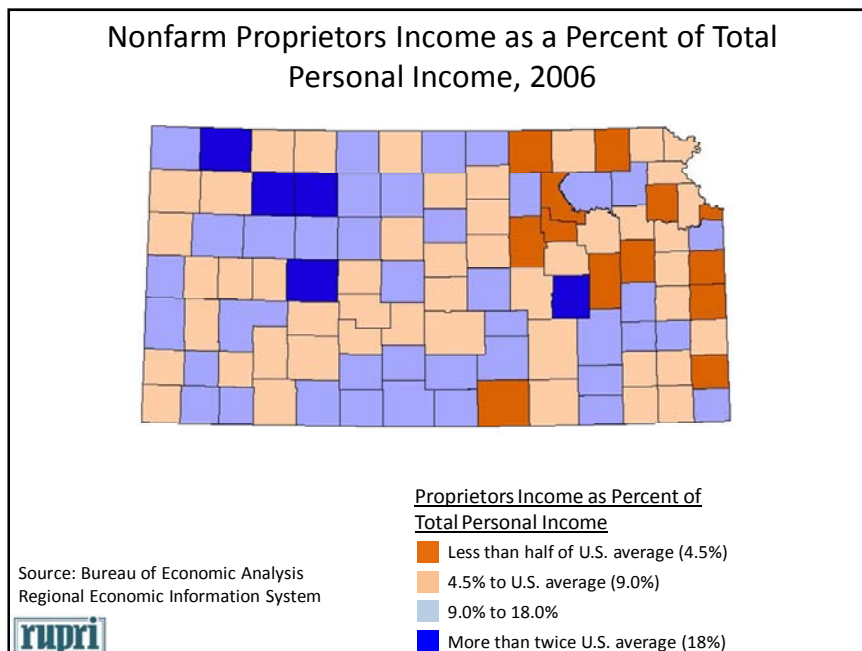 Nonfarm Proprietors Income as a Percent of Total
Personal Income, 2006
Proprietors Income as Percent of
Total Personal Income
Less than half of U.S. average (4.5%)
4.5% to U.S. average (9.0%)
9.0% to 18.0%
More than twice U.S. average (18%)
Source: Bureau of Economic Analysis
Regional Economic Information System
rupri